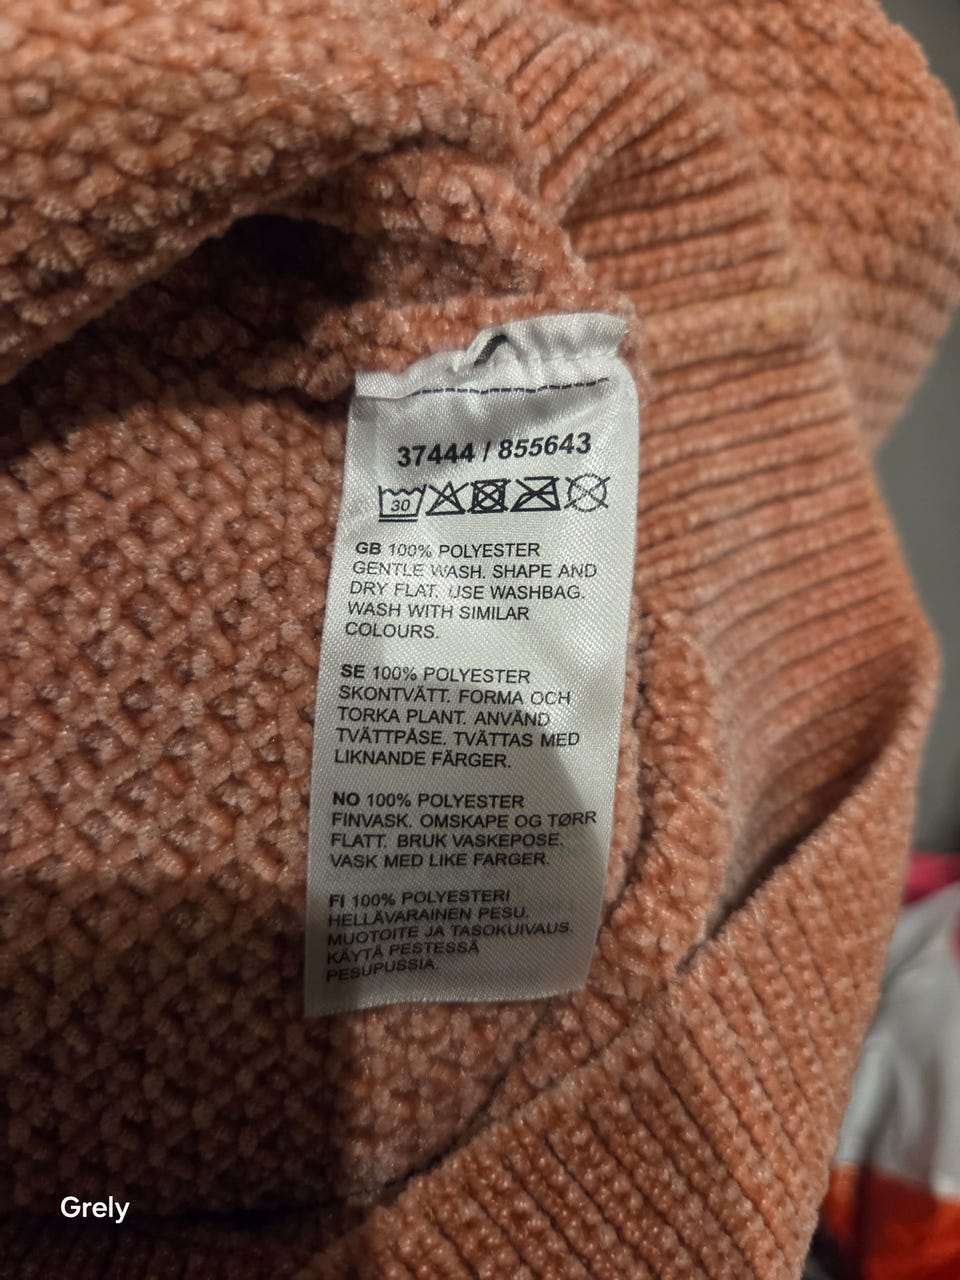 37444 / 855643
30
GB 100% POLYESTER
GENTLE WASH. SHAPE AND
DRY FLAT. USE WASHBAG.
WASH WITH SIMILAR
COLOURS.
SE 100% POLYESTER
SKONTVÄTT. FORMA OCH
TORKA PLANT. ANVÄND
TVÄTTPÅSE. TVÄTTAS MED
LIKNANDE FÄRGER.
NO 100% POLYESTER
FINVASK. OMSKAPE OG TØRR
FLATT. BRUK VASKEPOSE.
VASK MED LIKE FARGER.
FI 100% POLYESTERI
HELLÄVARAINEN PESU.
MUOTOITE JA TASOKUIVAUS.
KÄYTÄ PESTESSÄ
PESUPUSSIA.
Grely